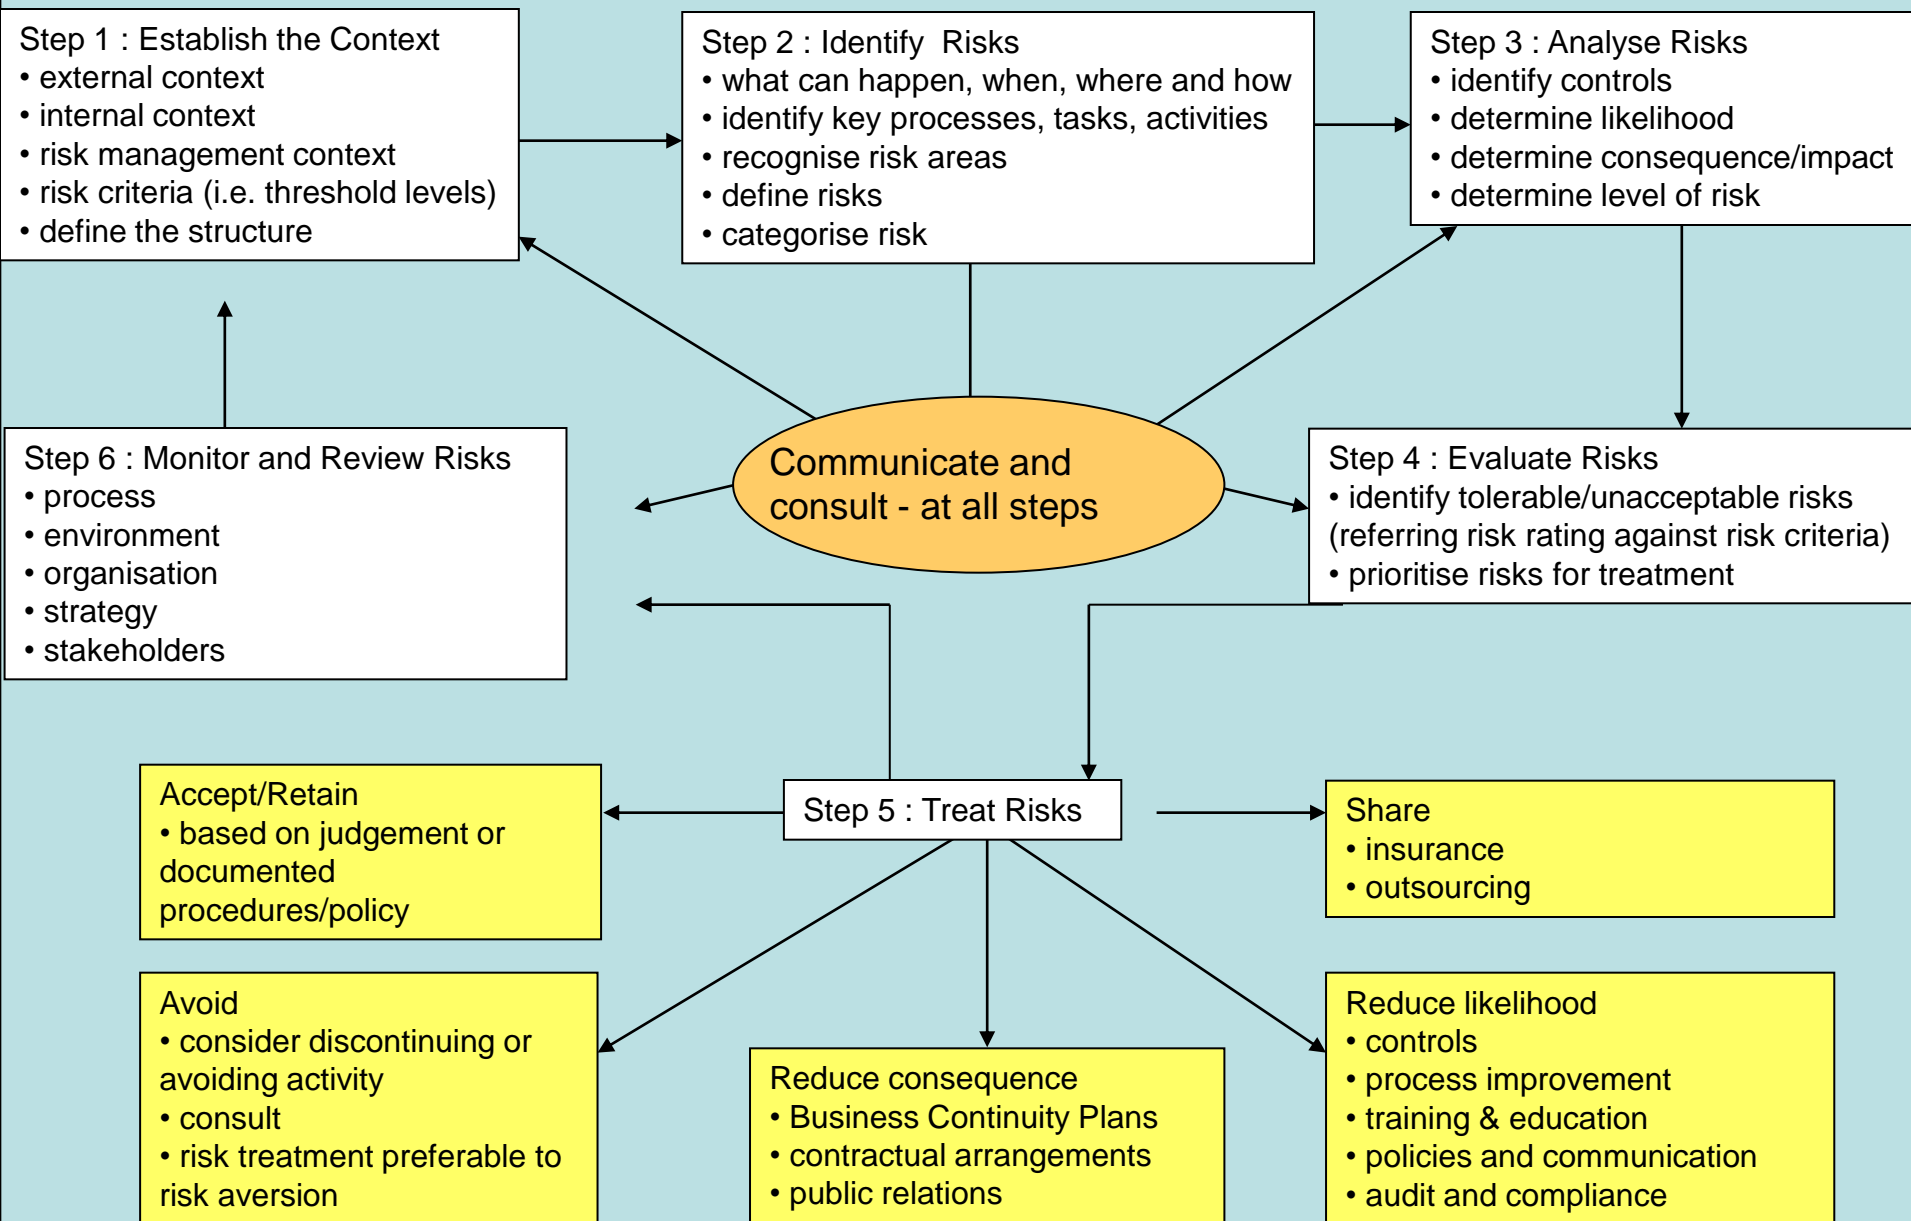 Step 1 : Establish the Context
• external context
• internal context
• risk management context
• risk criteria (i.e. threshold levels)
• define the structure
Step 2 : Identify  Risks
• what can happen, when, where and how
• identify key processes, tasks, activities
• recognise risk areas
• define risks
• categorise risk
Step 3 : Analyse Risks
• identify controls
• determine likelihood
• determine consequence/impact
• determine level of risk
Communicate and
consult - at all steps
Step 4 : Evaluate Risks
• identify tolerable/unacceptable risks
(referring risk rating against risk criteria)
• prioritise risks for treatment
Step 6 : Monitor and Review Risks
• process
• environment
• organisation
• strategy
• stakeholders
Step 5 : Treat Risks
Accept/Retain
• based on judgement or
documented
procedures/policy
Share
• insurance
• outsourcing
Avoid
• consider discontinuing or
avoiding activity
• consult
• risk treatment preferable to
risk aversion
Reduce consequence
• Business Continuity Plans
• contractual arrangements
• public relations
Reduce likelihood
• controls
• process improvement
• training & education
• policies and communication
• audit and compliance